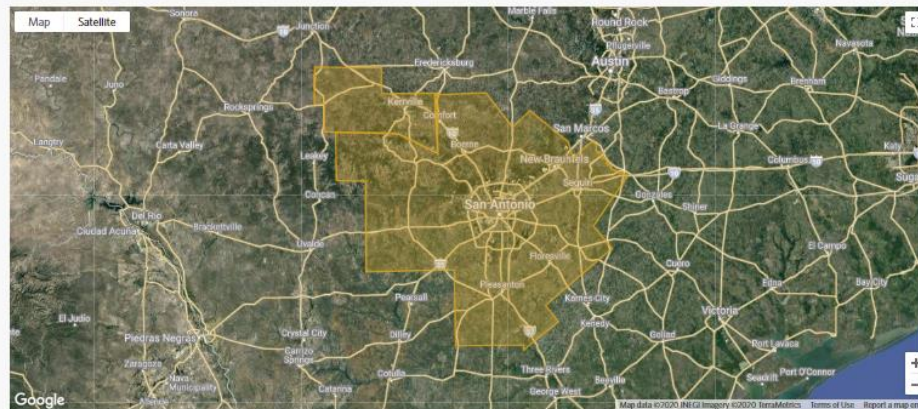 Map Satellite
Sonora
Junction
Marble Falls
Round Rock
Pflugerville
Navasota
Pandale
Juno
Fredericksburg
Austin
Giddings
Brenham
Rocksprings
Kerrville
Comfort
Bastrop
San Marcos
La Grange
Langtry
Carta Valley
Leakey
Boerne
New Braunfels
Columbus
Katy
Concan
Seguin
Gonzales
Shiner
San Antonio
Del Rio
Ciudad Acuña
Brackettville
Uvalde
El Campo
Floresville
Cuero
Edna
Bay City
Pearsall
Pleasanton
Karnes City
Victoria
El Judio
Piedras Negras
Crystal City
Dilley
Kenedy
Goliad
Port Lavaca
Zaragoza
Carrizo Springs
Nava Municipality
Cotulla
Three Rivers
Beeville
Seadrift
Port O'Connor
Allende
Catarina
George West
Google
Map data ©2020 INEGI Imagery ©2020 TerraMetrics Terms of Use Report a map